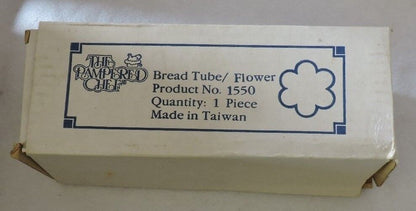 THE
PAMPERED
CHEF
Bread Tube/ Flower
Product No. 1550
Quantity: 1 Piece
Made in Taiwan